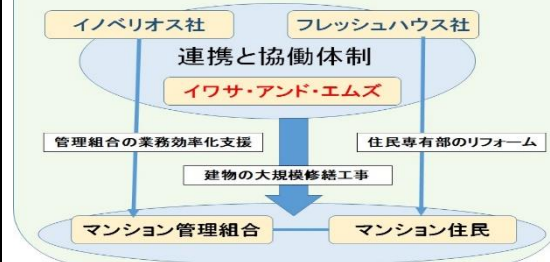 イノベリオス社
フレッシュハウス社
連携と協働体制
イワサ・アンド・エムズ
管理組合の業務効率化支援
住民専有部のリフォーム
建物の大規模修繕工事
マンション管理組合
マンション住民